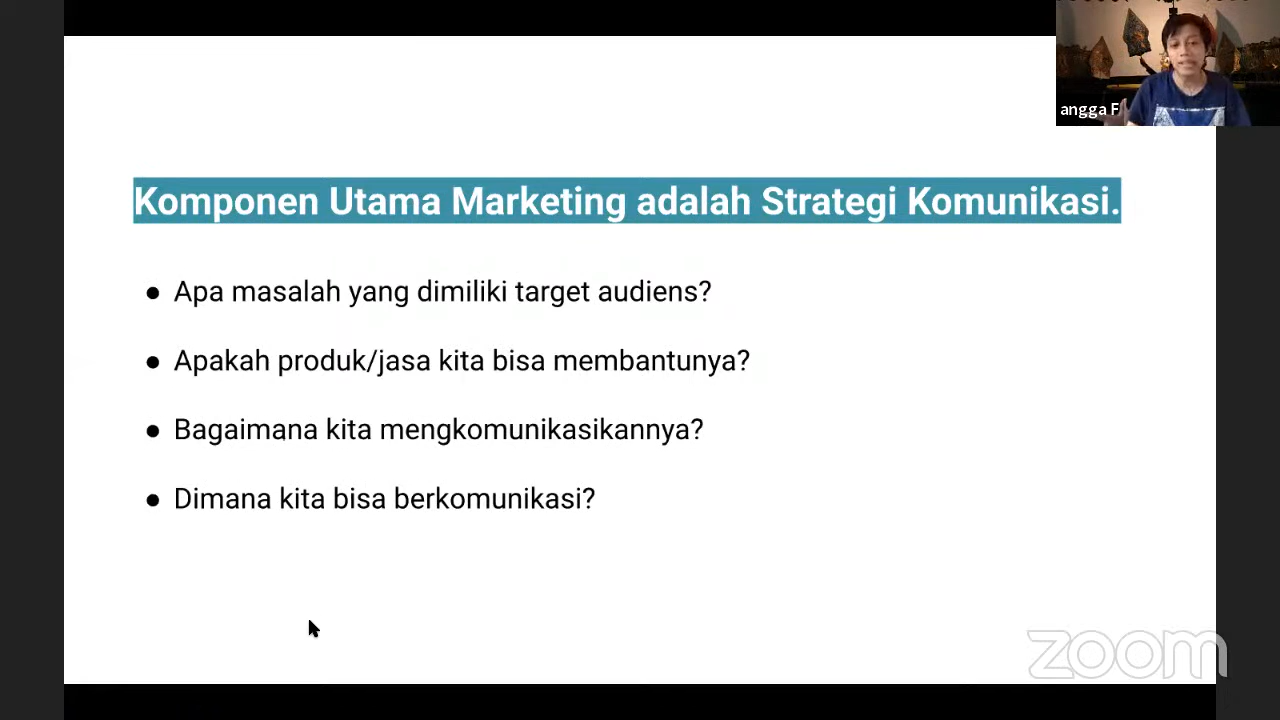 angga F
Komponen Utama Marketing adalah Strategi Komunikasi.
● Apa masalah yang dimiliki target audiens?
● Apakah produk/jasa kita bisa membantunya?
● Bagaimana kita mengkomunikasikannya?
● Dimana kita bisa berkomunikasi?
zoom